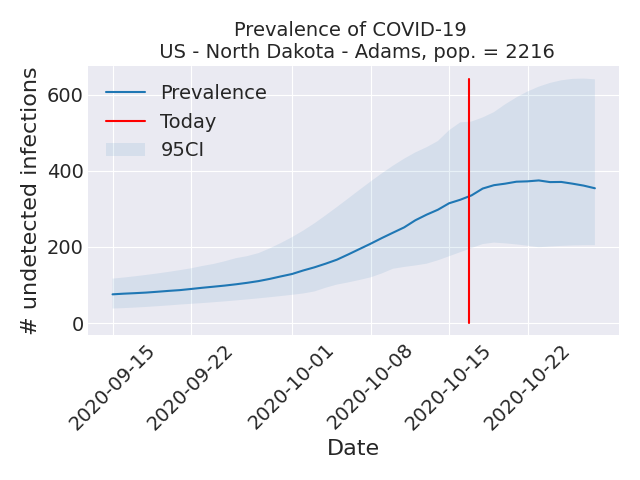 Prevalence of COVID-19
US - North Dakota - Adams, pop. = 2216
# undetected infections
600
400
200
0
Prevalence
Today
95CI
2020-09-15
2020-09-22
2020-10-01
2020-10-08
2020-10-15
2020-10-22
Date